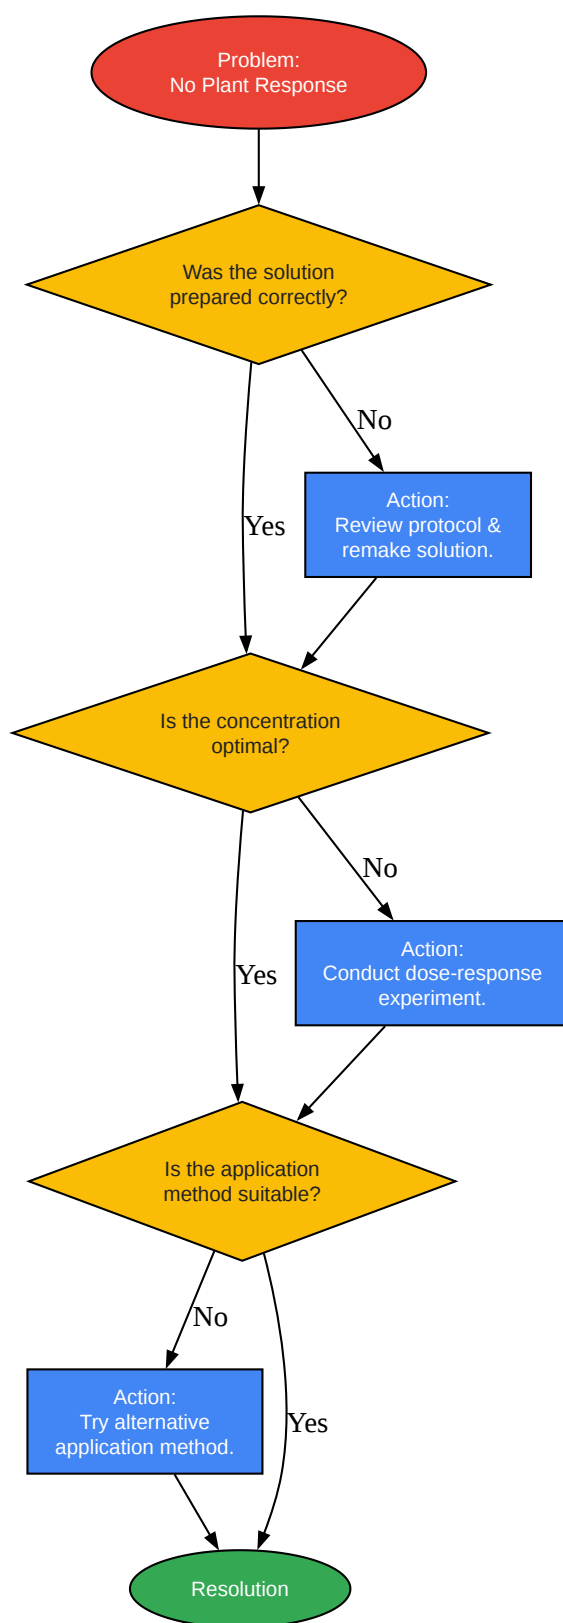 Problem:
No Plant Response
Was the solution
prepared correctly?
No
Yes
Action:
Review protocol &
remake solution.
Is the concentration
optimal?
No
Yes
Action:
Conduct dose-response
experiment.
Is the application
method suitable?
No
Yes
Action:
Try alternative
application method.
Resolution